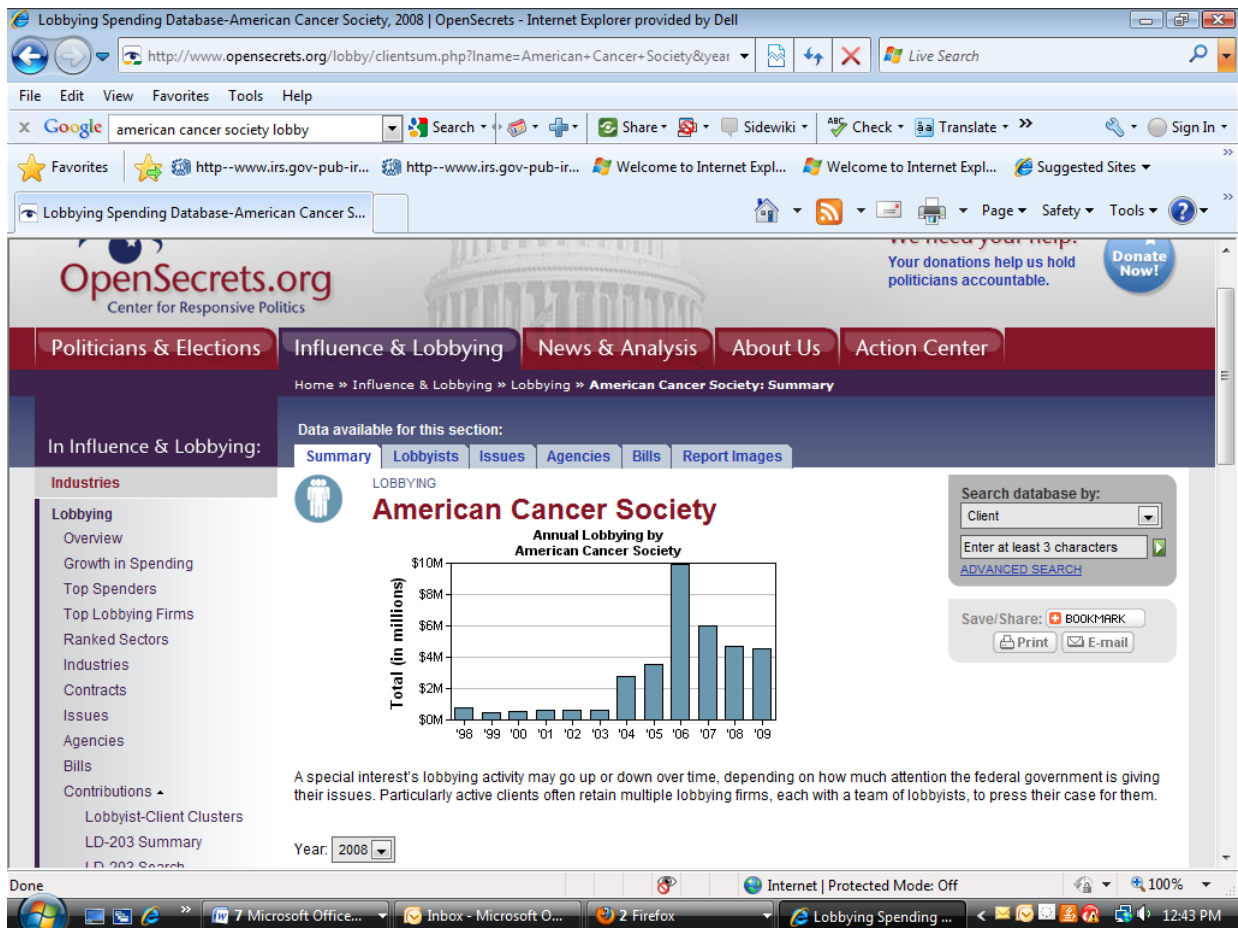 Lobbying Spending Database-American Cancer Society, 2008 | OpenSecrets - Internet Explorer provided by Dell
http://www.opensecrets.org/lobby/clientsum.php?lname=American+Cancer+Society&year
Live Search
File Edit View Favorites Tools Help
x Google american cancer society lobby Search Share Sidewiki Check Translate Sign In
Favorites http--www.irs.gov-pub-ir... http--www.irs.gov-pub-ir... Welcome to Internet Expl... Welcome to Internet Expl... Suggested Sites
Lobbying Spending Database-American Cancer S...
Page Safety Tools
We need your help!
OpenSecrets.org
Center for Responsive Politics
Your donations help us hold
politicians accountable.
Donate
Now!
Politicians & Elections Influence & Lobbying News & Analysis About Us Action Center
Home » Influence & Lobbying » Lobbying » American Cancer Society: Summary
In Influence & Lobbying:
Data available for this section:
Summary Lobbyists Issues Agencies Bills Report Images
Industries
Lobbying
Overview
Growth in Spending
Top Spenders
Top Lobbying Firms
Ranked Sectors
Industries
Contracts
Issues
Agencies
Bills
Contributions
Lobbyist-Client Clusters
LD-203 Summary
LD-203 Search
LOBBYING
American Cancer Society
Annual Lobbying by
American Cancer Society
Total (in millions)
$10M
$8M
$6M
$4M
$2M
$0M
'98 '99 '00 '01 '02 '03 '04 '05 '06 '07 '08 '09
Search database by:
Client
Enter at least 3 characters
ADVANCED SEARCH
Save/Share: BOOKMARK
Print E-mail
A special interest's lobbying activity may go up or down over time, depending on how much attention the federal government is giving
their issues. Particularly active clients often retain multiple lobbying firms, each with a team of lobbyists, to press their case for them.
Year: 2008
Done
Internet | Protected Mode: Off
100%
7 Microsoft Office... Inbox - Microsoft O... 2 Firefox Lobbying Spending ... 12:43 PM